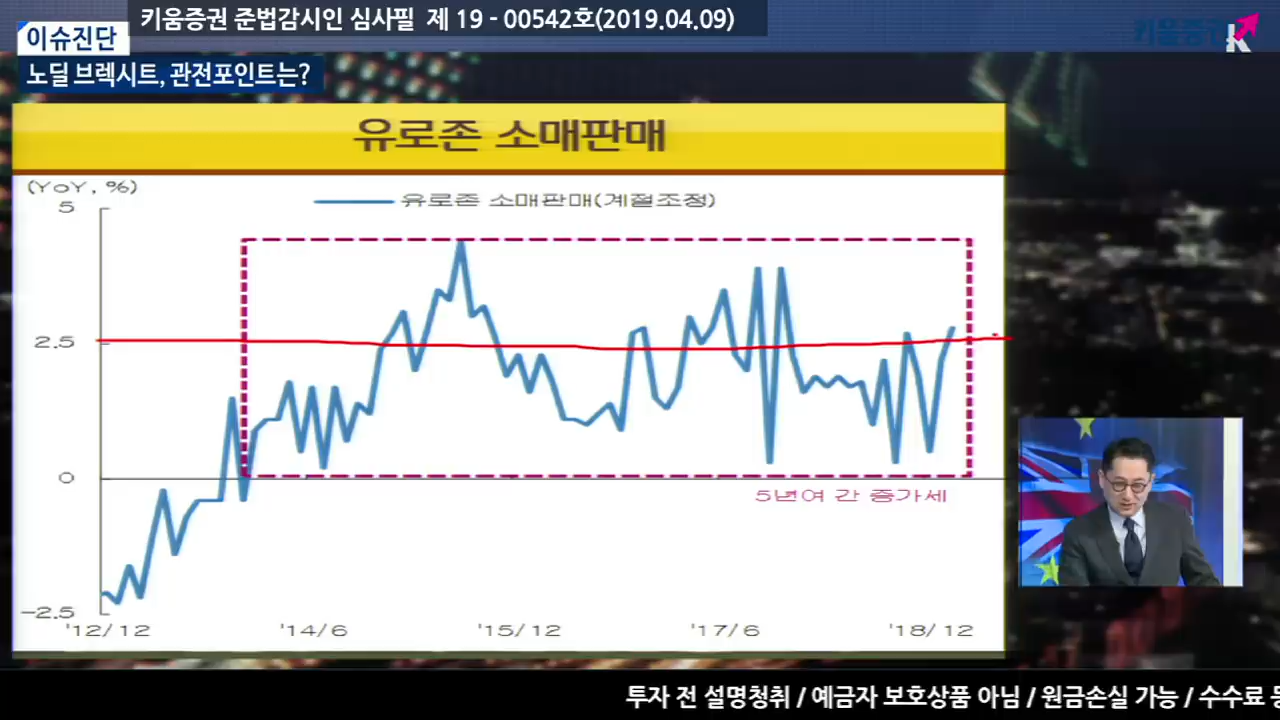 키움증권 준법감시인 심사필 제 19 - 00542호(2019.04.09)
이슈진단
키움증권
노딜 브렉시트, 관전포인트는?
유로존 소매판매
(YoY, %)
유로존 소매판매(계절조정)
5
2.5
0
-2.5
5년여 간 증가세
'12/12 '14/6 '15/12 '17/6 '18/12
투자 전 설명청취 / 예금자 보호상품 아님 / 원금손실 가능 / 수수료